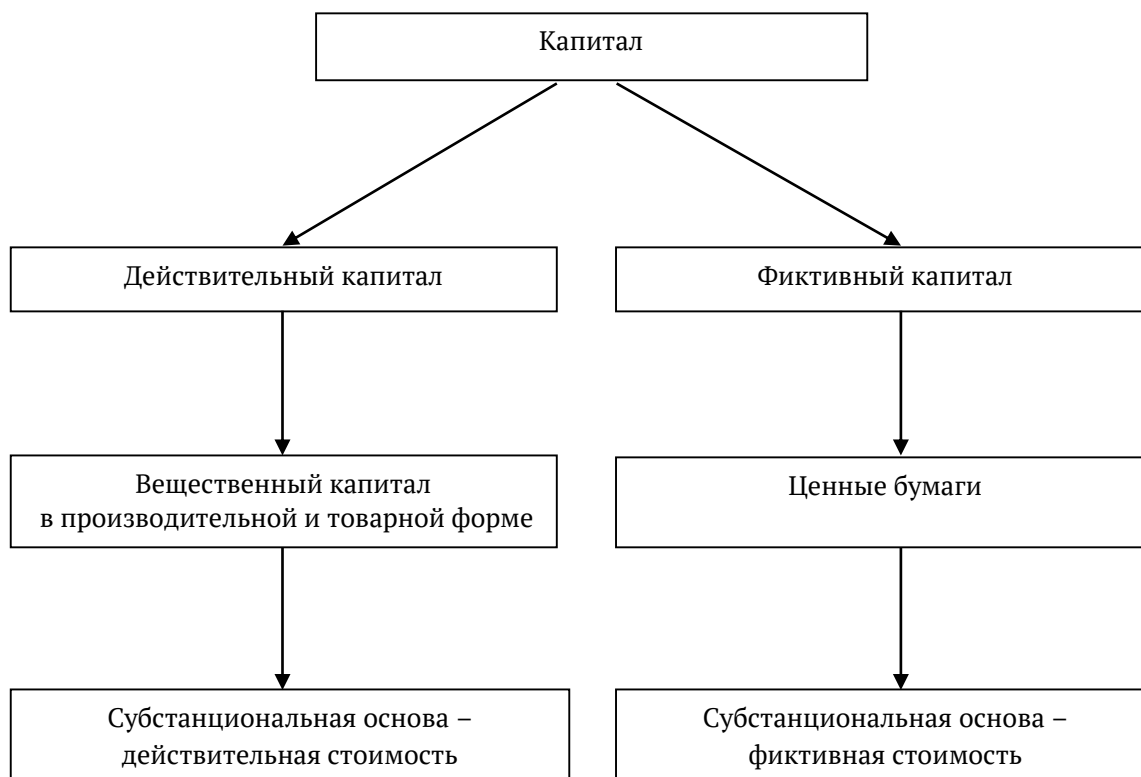 Капитал
Действительный капитал
Фиктивный капитал
Вещественный капитал
в производительной и товарной форме
Ценные бумаги
Субстанциональная основа –
действительная стоимость
Субстанциональная основа –
фиктивная стоимость